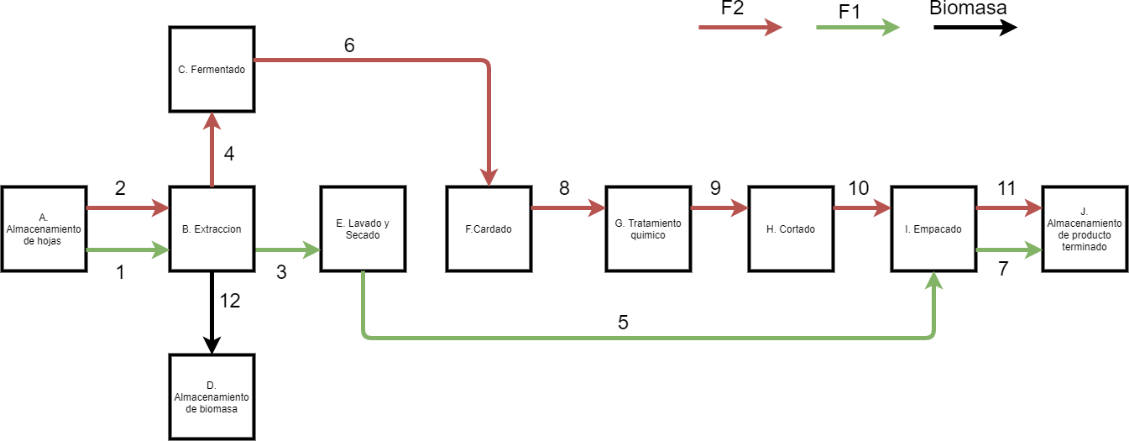 F2
F1
Biomasa
6
C. Fermentado
4
2
8
9
10
11
A.
Almacenamiento
de hojas
B. Extraccion
E. Lavado y
Secado
F.Cardado
G. Tratamiento
químico
H. Cortado
I. Empacado
J.
Almacenamiento
de producto
terminado
1
3
7
12
5
D.
Almacenamiento
de biomasa